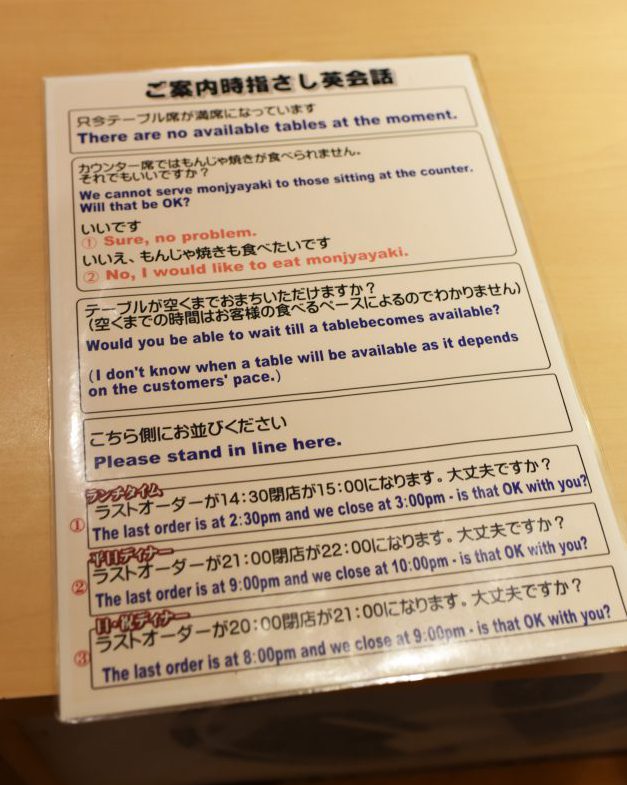 ご案内時指さし英会話
只今テーブル席が満席になっています
There are no available tables at the moment.
カウンター席ではもんじゃ焼きが食べられません。
それでもいいですか？
We cannot serve monjyayaki to those sitting at the counter.
Will that be OK?
いいです
① Sure, no problem.
いいえ、もんじゃ焼きも食べたいです
② No, I would like to eat monjyayaki.
テーブルが空くまでおまちいただけますか？
（空くまでの時間はお客様の食べるペースによるのでわかりません）
Would you be able to wait till a tablebecomes available?
（I don't know when a table will be available as it depends
on the customers' pace.）
こちら側にお並びください
Please stand in line here.
ランチタイム
ラストオーダーが14：30閉店が15：00になります。大丈夫ですか？
① The last order is at 2:30pm and we close at 3:00pm - is that OK with you?
平日ディナー
ラストオーダーが21：00閉店が22：00になります。大丈夫ですか？
② The last order is at 9:00pm and we close at 10:00pm - is that OK with you?
日・祝ディナー
ラストオーダーが20：00閉店が21：00になります。大丈夫ですか？
③ The last order is at 8:00pm and we close at 9:00pm - is that OK with you?